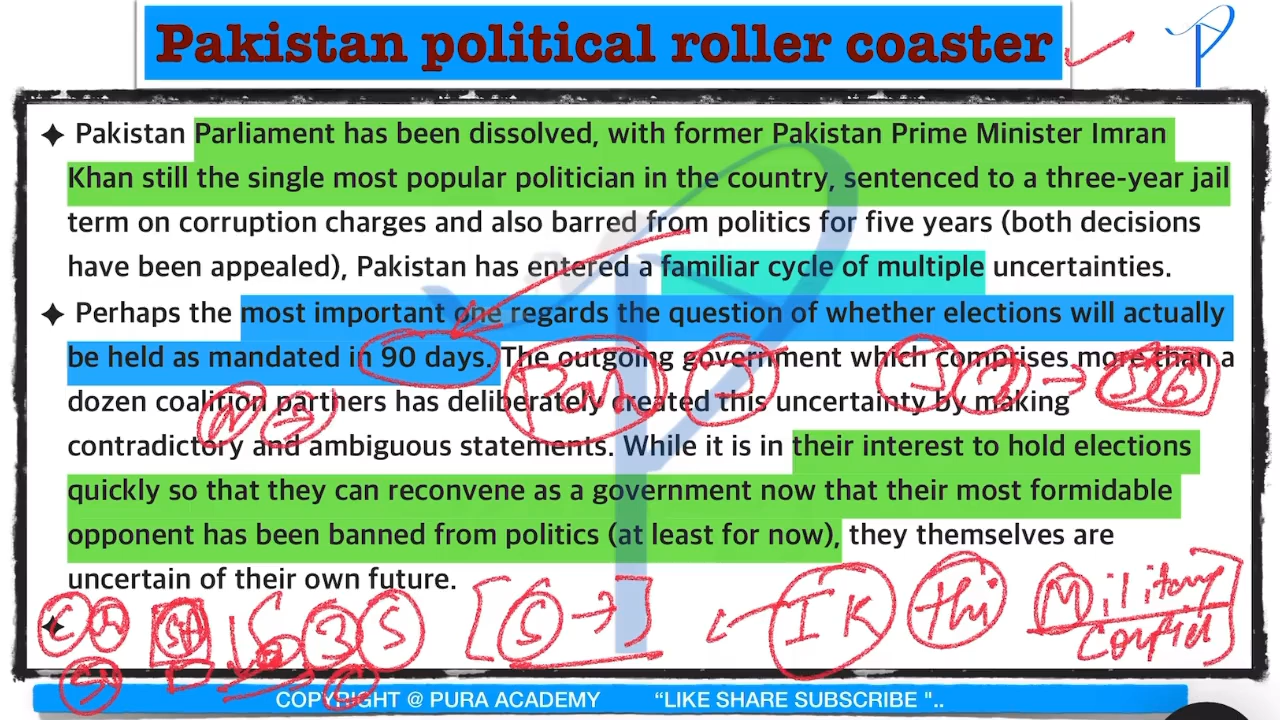 Pakistan political roller coaster
P
✦ Pakistan Parliament has been dissolved, with former Pakistan Prime Minister Imran
Khan still the single most popular politician in the country, sentenced to a three-year jail
term on corruption charges and also barred from politics for five years (both decisions
have been appealed), Pakistan has entered a familiar cycle of multiple uncertainties.
✦ Perhaps the most important one regards the question of whether elections will actually
be held as mandated in 90 days. The outgoing government which comprises more than a
dozen coalition partners has deliberately created this uncertainty by making
contradictory and ambiguous statements. While it is in their interest to hold elections
quickly so that they can reconvene as a government now that their most formidable
opponent has been banned from politics (at least for now), they themselves are
uncertain of their own future.
[S →] I K Military
COPYRIGHT @ PURA ACADEMY "LIKE SHARE SUBSCRIBE "..